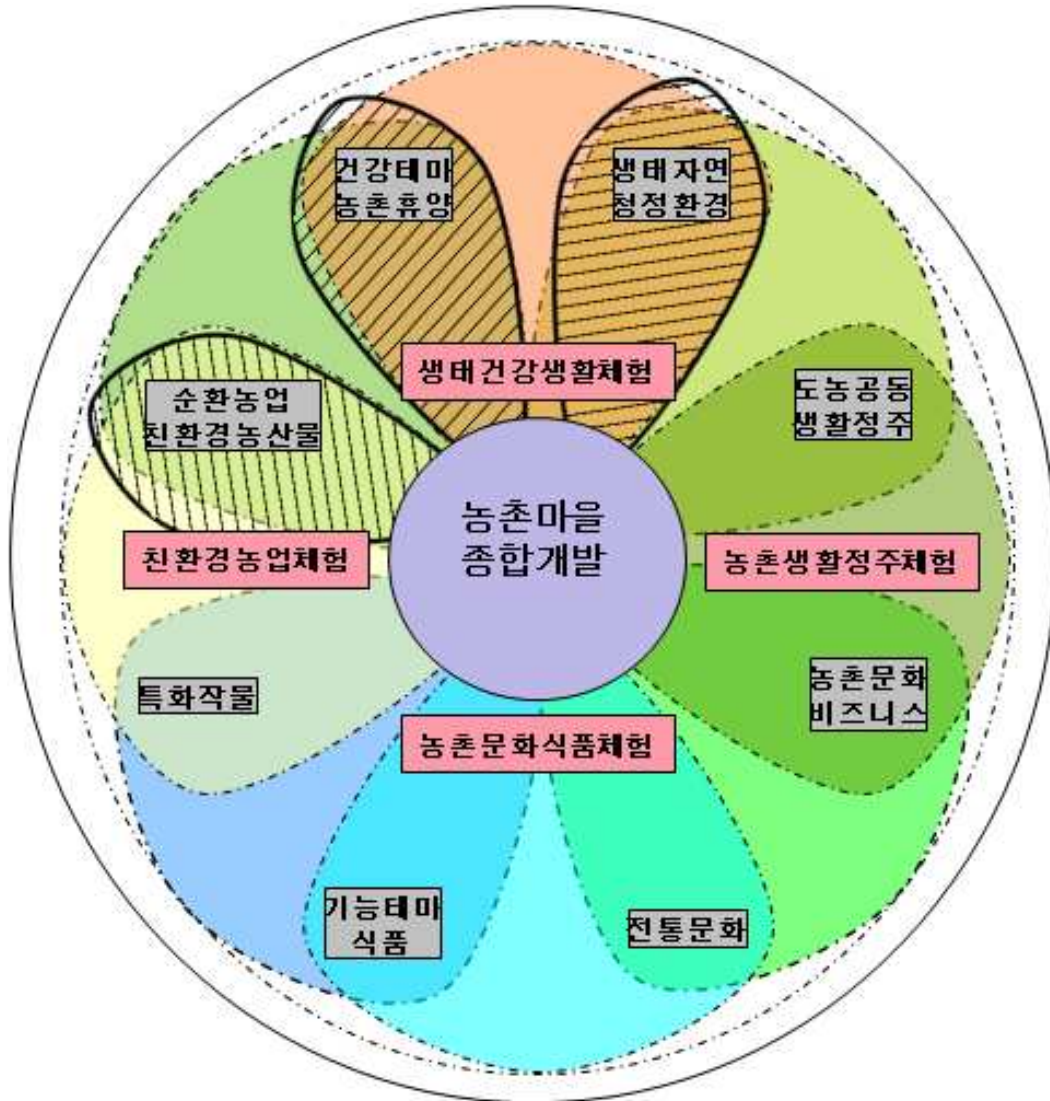 건강테마
농촌휴양
생태자연
청정환경
생태건강생활체험
순환농업
친환경농산물
도농공동
생활정주
농촌마을
종합개발
친환경농업체험
농촌생활정주체험
특화작물
농촌문화
비즈니스
농촌문화식품체험
기능테마
식품
전통문화